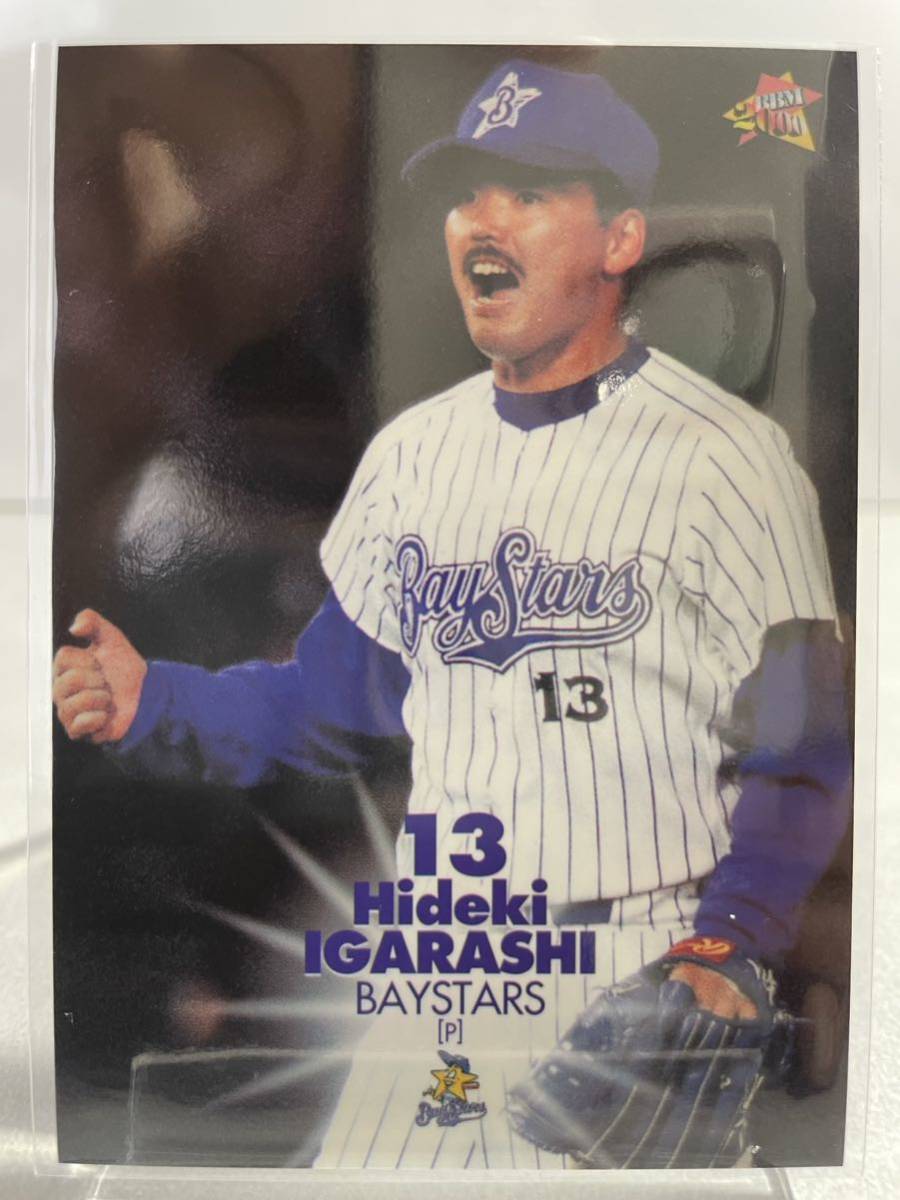 B
BBM
2000
BayStars
13
13
Hideki
IGARASHI
BAYSTARS
[P]
BayStars